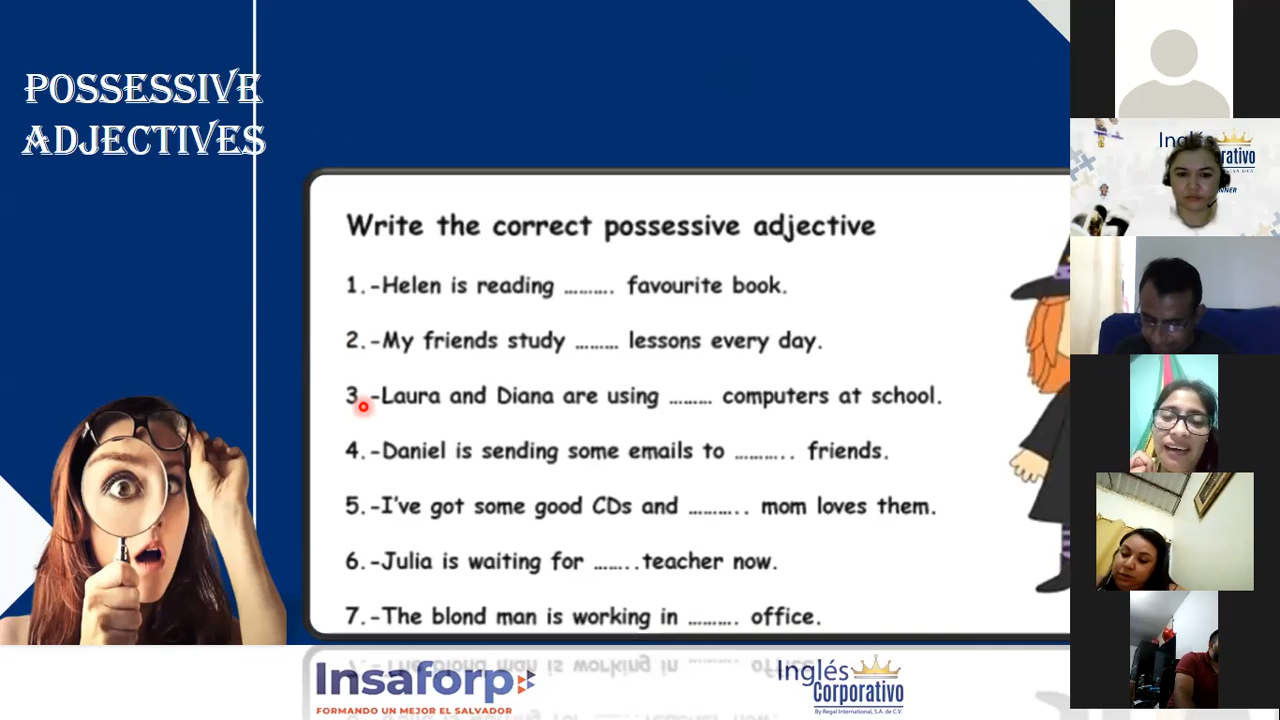 POSSESSIVE
ADJECTIVES
Write the correct possessive adjective
1.-Helen is reading .......... favourite book.
2.-My friends study ......... lessons every day.
3.-Laura and Diana are using ......... computers at school.
4.-Daniel is sending some emails to ........... friends.
5.-I've got some good CDs and ........... mom loves them.
6.-Julia is waiting for ........teacher now.
7.-The blond man is working in .......... office.
Insaforp
FORMANDO UN MEJOR EL SALVADOR
Inglés
Corporativo
By Regal International, S.A. de C.V.
Inglés